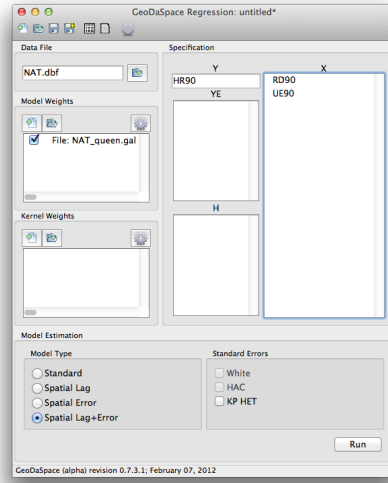 GeoDaSpace Regression: untitled*
Data File
Specification
NAT.dbf
Y
X
HR90
RD90
UE90
YE
Model Weights
File: NAT_queen.gal
H
Kernel Weights
Model Estimation
Model Type
Standard Errors
Standard
White
Spatial Lag
HAC
Spatial Error
KP HET
Spatial Lag+Error
Run
GeoDaSpace (alpha) revision 0.7.3.1; February 07, 2012